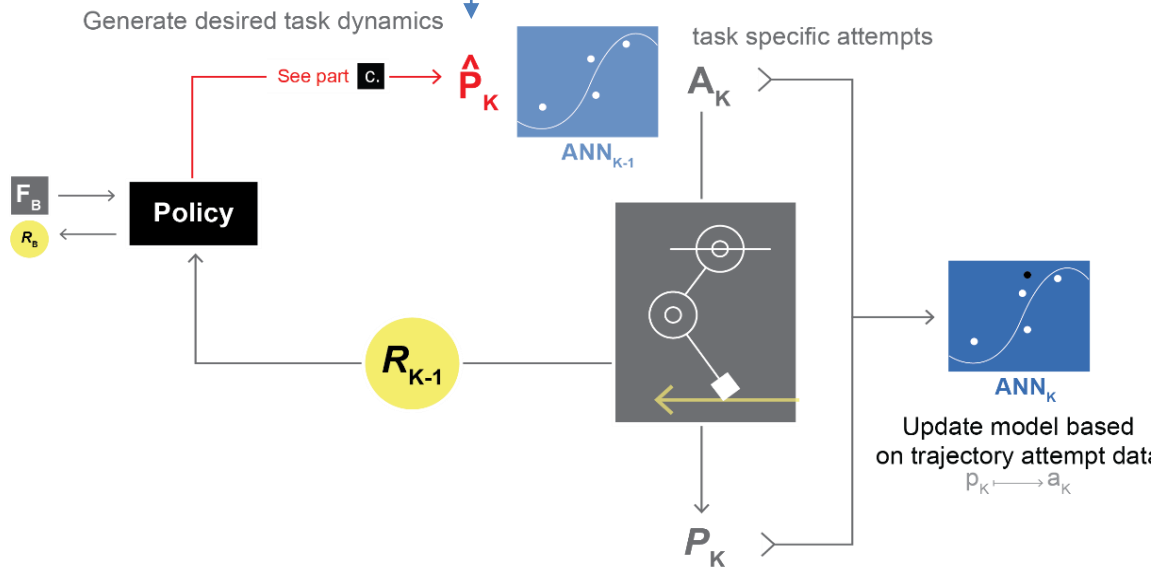 Generate desired task dynamics
task specific attempts
See part c.
P̂K
AK
ANNK-1
FB
Policy
RB
RK-1
ANNK
Update model based
on trajectory attempt data
pK ⟼ aK
PK